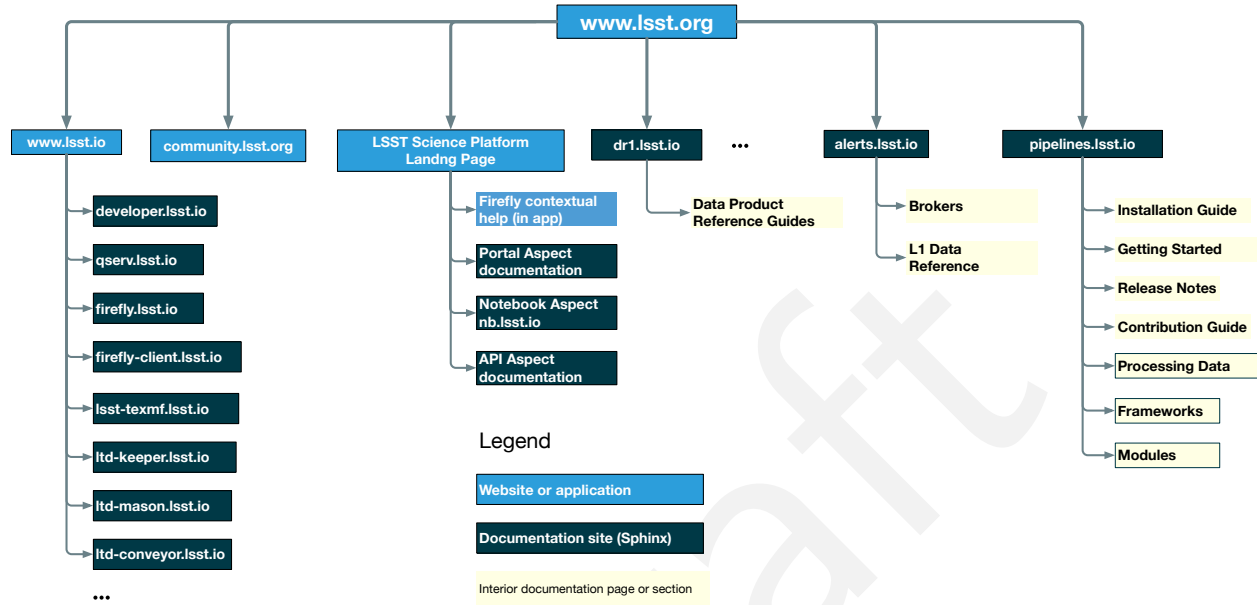 www.lsst.org
www.lsst.io
community.lsst.org
LSST Science Platform
Landng Page
dr1.lsst.io
...
alerts.lsst.io
pipelines.lsst.io
developer.lsst.io
qserv.lsst.io
firefly.lsst.io
firefly-client.lsst.io
lsst-texmf.lsst.io
ltd-keeper.lsst.io
ltd-mason.lsst.io
ltd-conveyor.lsst.io
...
Firefly contextual
help (in app)
Portal Aspect
documentation
Notebook Aspect
nb.lsst.io
API Aspect
documentation
Data Product
Reference Guides
Brokers
L1 Data
Reference
Installation Guide
Getting Started
Release Notes
Contribution Guide
Processing Data
Frameworks
Modules
Legend
Website or application
Documentation site (Sphinx)
Interior documentation page or section
aft